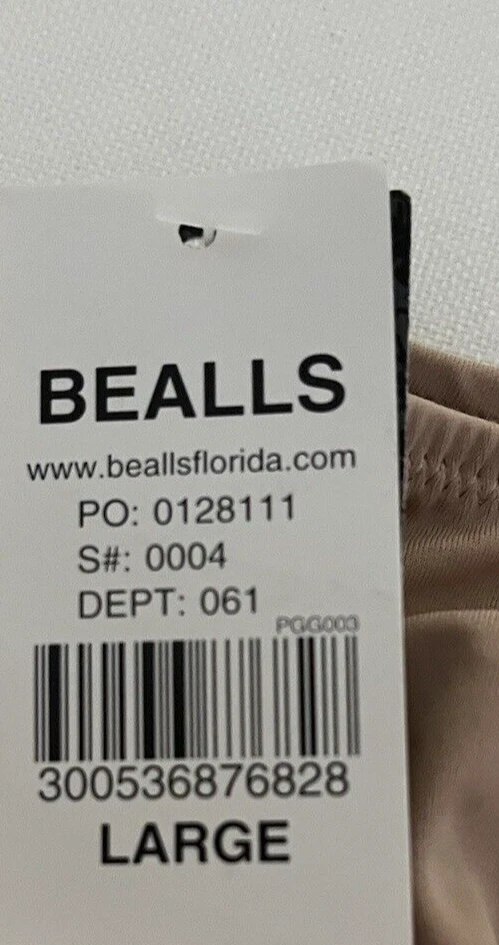 BEALLS
www.beallsflorida.com
PO: 0128111
S#: 0004
DEPT: 061
PGG003
300536876828
LARGE